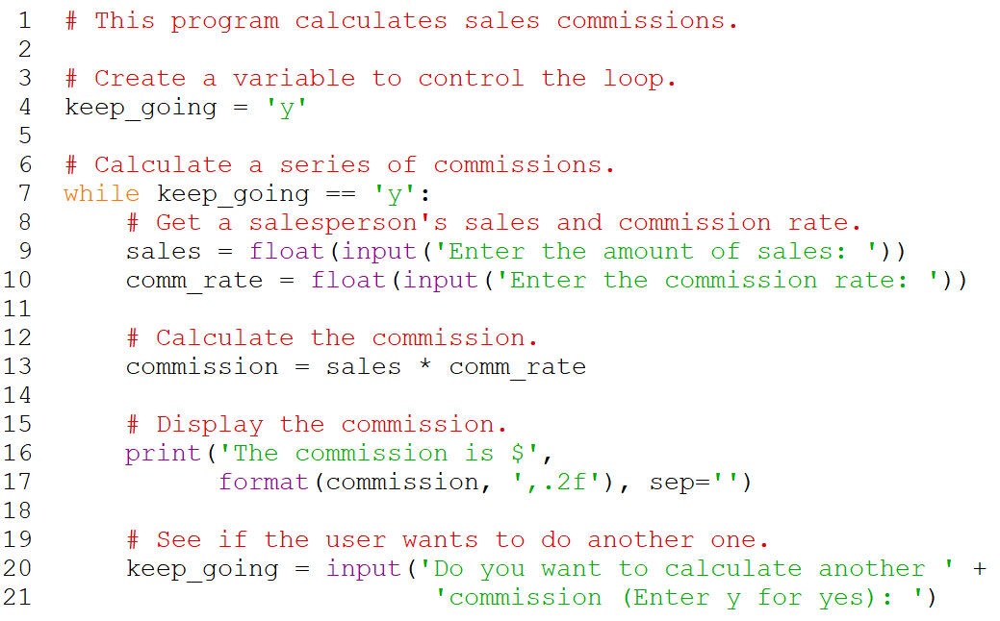 1 # This program calculates sales commissions.
2
3 # Create a variable to control the loop.
4 keep_going = 'y'
5
6 # Calculate a series of commissions.
7 while keep_going == 'y':
8     # Get a salesperson's sales and commission rate.
9     sales = float(input('Enter the amount of sales: '))
10     comm_rate = float(input('Enter the commission rate: '))
11
12     # Calculate the commission.
13     commission = sales * comm_rate
14
15     # Display the commission.
16     print('The commission is $',
17           format(commission, ',.2f'), sep='')
18
19     # See if the user wants to do another one.
20     keep_going = input('Do you want to calculate another ' +
21                         'commission (Enter y for yes): ')